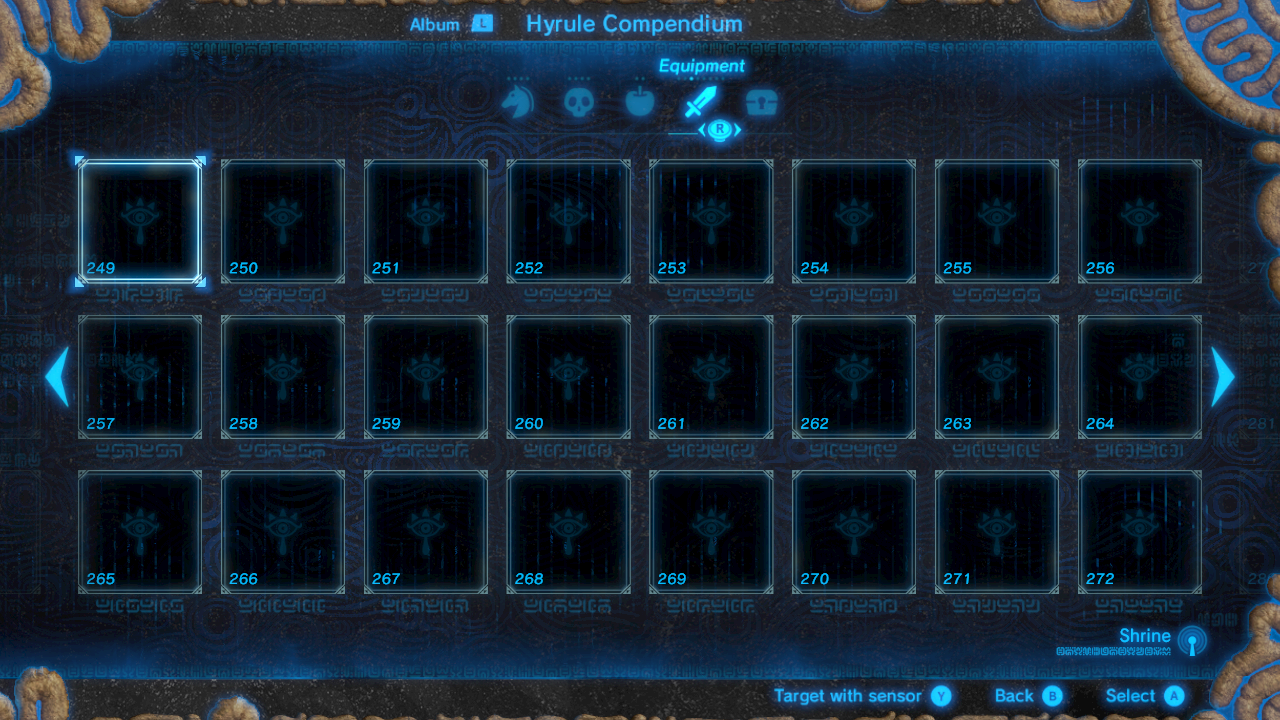 Album L Hyrule Compendium
Equipment
R
249 250 251 252 253 254 255 256
257 258 259 260 261 262 263 264
281
265 266 267 268 269 270 271 272
Shrine
Target with sensor Y Back B Select A